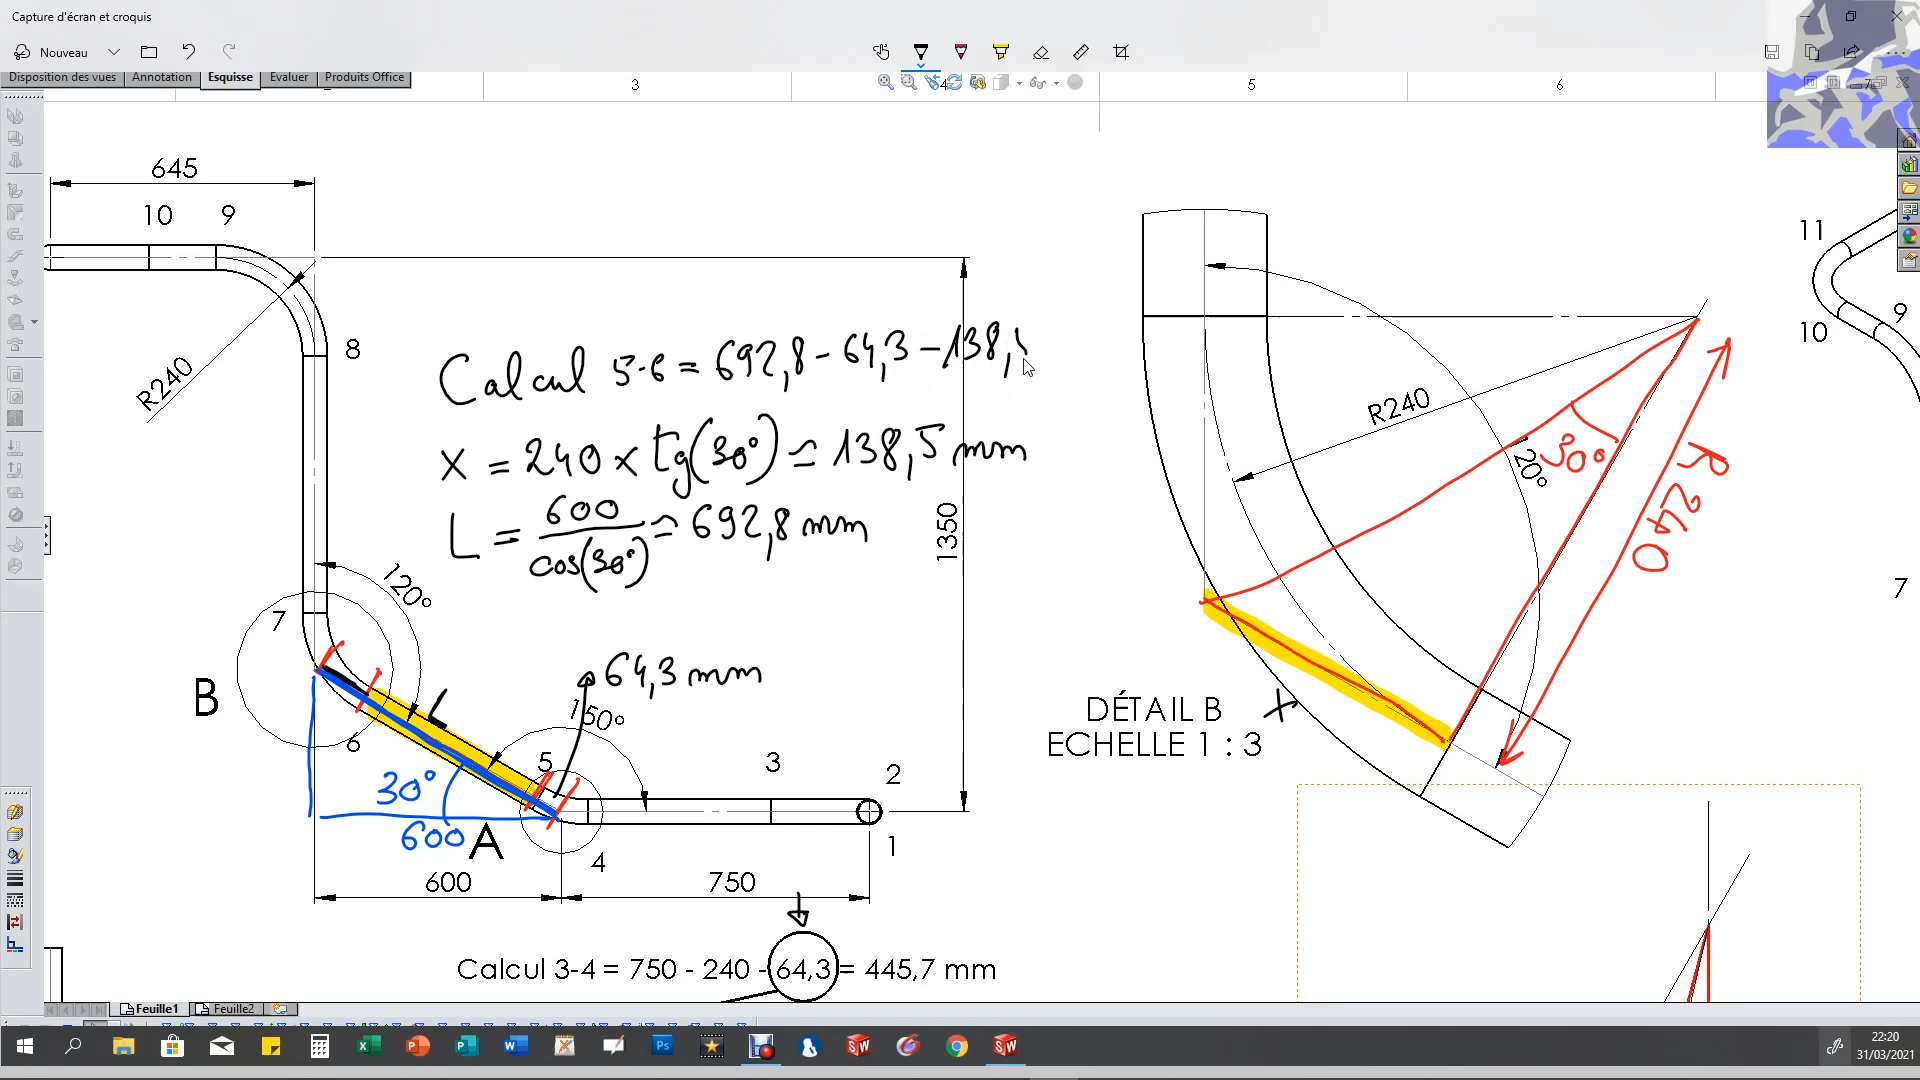 Capture d'écran et croquis
Nouveau
Disposition des vues
Annotation
Esquisse
Evaluer
Produits Office
3
4
5
6
7
645
10
9
8
R240
Calcul 5-6 = 692,8 - 64,3 - 138,
X = 240 x tg(30°) ≃ 138,5 mm
L = 600 / cos(30°) ≃ 692,8 mm
1350
120°
7
B
L
6
64,3 mm
150°
5
3
2
30°
600
A
4
1
600
750
Calcul 3-4 = 750 - 240 - 64,3 = 445,7 mm
R240
120°
30°
R240
DÉTAIL B
ECHELLE 1 : 3
X
11
10
9
7
Feuille1
Feuille2
22:20
31/03/2021